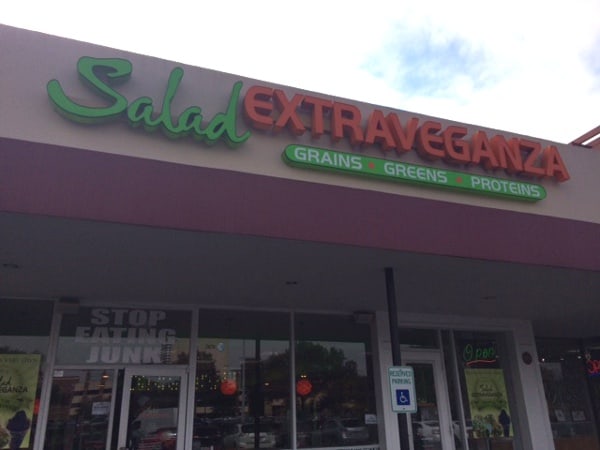 Salad EXTRAVEGANZA
GRAINS • GREENS • PROTEINS
STOP
EATING
JUNK
Open
RESERVED
PARKING